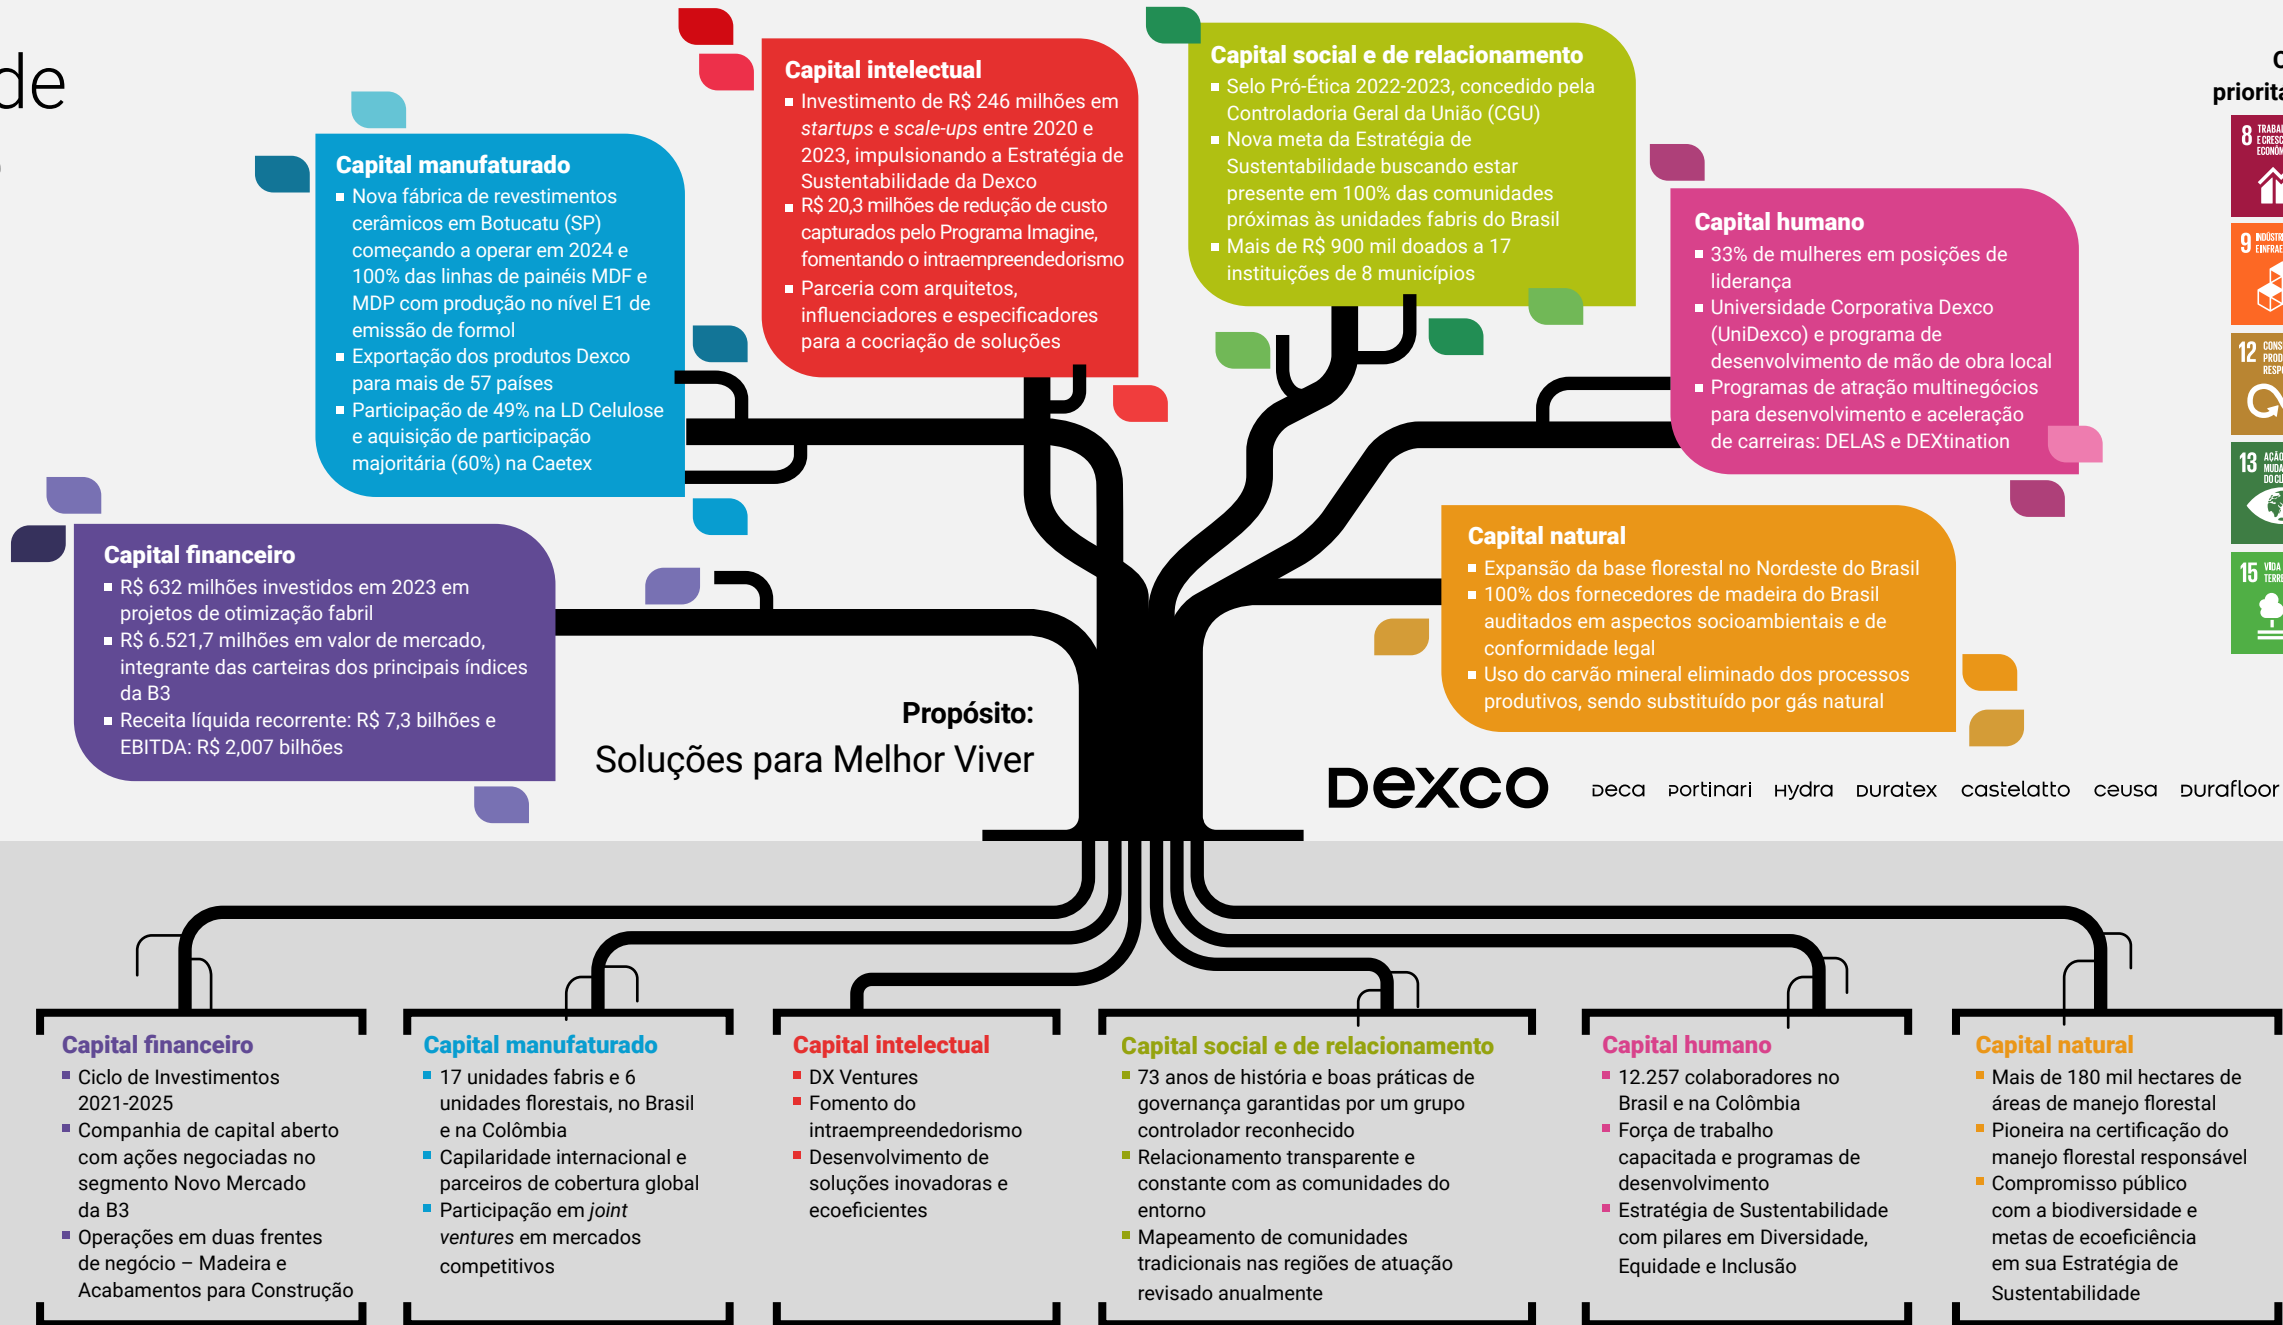 de
Capital intelectual
Investimento de R$ 246 milhões em
startups e scale-ups entre 2020 e
2023, impulsionando a Estratégia de
Sustentabilidade da Dexco
R$ 20,3 milhões de redução de custo
capturados pelo Programa Imagine,
fomentando o intraempreendedorismo
Parceria com arquitetos,
influenciadores e especificadores
para a cocriação de soluções
Capital social e de relacionamento
Selo Pró-Ética 2022-2023, concedido pela
Controladoria Geral da União (CGU)
Nova meta da Estratégia de
Sustentabilidade buscando estar
presente em 100% das comunidades
próximas às unidades fabris do Brasil
Mais de R$ 900 mil doados a 17
instituições de 8 municípios
Capital manufaturado
Nova fábrica de revestimentos
cerâmicos em Botucatu (SP)
começando a operar em 2024 e
100% das linhas de painéis MDF e
MDP com produção no nível E1 de
emissão de formol
Exportação dos produtos Dexco
para mais de 57 países
Participação de 49% na LD Celulose
e aquisição de participação
majoritária (60%) na Caetex
Capital humano
33% de mulheres em posições de
liderança
Universidade Corporativa Dexco
(UniDexco) e programa de
desenvolvimento de mão de obra local
Programas de atração multinegócios
para desenvolvimento e aceleração
de carreiras: DELAS e DEXtination
8
9
12
13
15
Capital financeiro
R$ 632 milhões investidos em 2023 em
projetos de otimização fabril
R$ 6.521,7 milhões em valor de mercado,
integrante das carteiras dos principais índices
da B3
Receita líquida recorrente: R$ 7,3 bilhões e
EBITDA: R$ 2,007 bilhões
Capital natural
Expansão da base florestal no Nordeste do Brasil
100% dos fornecedores de madeira do Brasil
auditados em aspectos socioambientais e de
conformidade legal
Uso do carvão mineral eliminado dos processos
produtivos, sendo substituído por gás natural
Propósito:
Soluções para Melhor Viver
Dexco Deca Portinari Hydra Duratex castelatto ceusa Durafloor
Capital financeiro
Ciclo de Investimentos
2021-2025
Companhia de capital aberto
com ações negociadas no
segmento Novo Mercado
da B3
Operações em duas frentes
de negócio – Madeira e
Acabamentos para Construção
Capital manufaturado
17 unidades fabris e 6
unidades florestais, no Brasil
e na Colômbia
Capilaridade internacional e
parceiros de cobertura global
Participação em joint
ventures em mercados
competitivos
Capital intelectual
DX Ventures
Fomento do
intraempreendedorismo
Desenvolvimento de
soluções inovadoras e
ecoeficientes
Capital social e de relacionamento
73 anos de história e boas práticas de
governança garantidas por um grupo
controlador reconhecido
Relacionamento transparente e
constante com as comunidades do
entorno
Mapeamento de comunidades
tradicionais nas regiões de atuação
revisado anualmente
Capital humano
12.257 colaboradores no
Brasil e na Colômbia
Força de trabalho
capacitada e programas de
desenvolvimento
Estratégia de Sustentabilidade
com pilares em Diversidade,
Equidade e Inclusão
Capital natural
Mais de 180 mil hectares de
áreas de manejo florestal
Pioneira na certificação do
manejo florestal responsável
Compromisso público
com a biodiversidade e
metas de ecoeficiência
em sua Estratégia de
Sustentabilidade